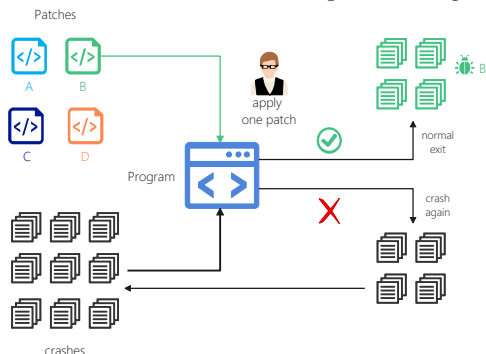 Patches
A
B
C
D
apply
one patch
B
normal
exit
Program
crash
again
crashes